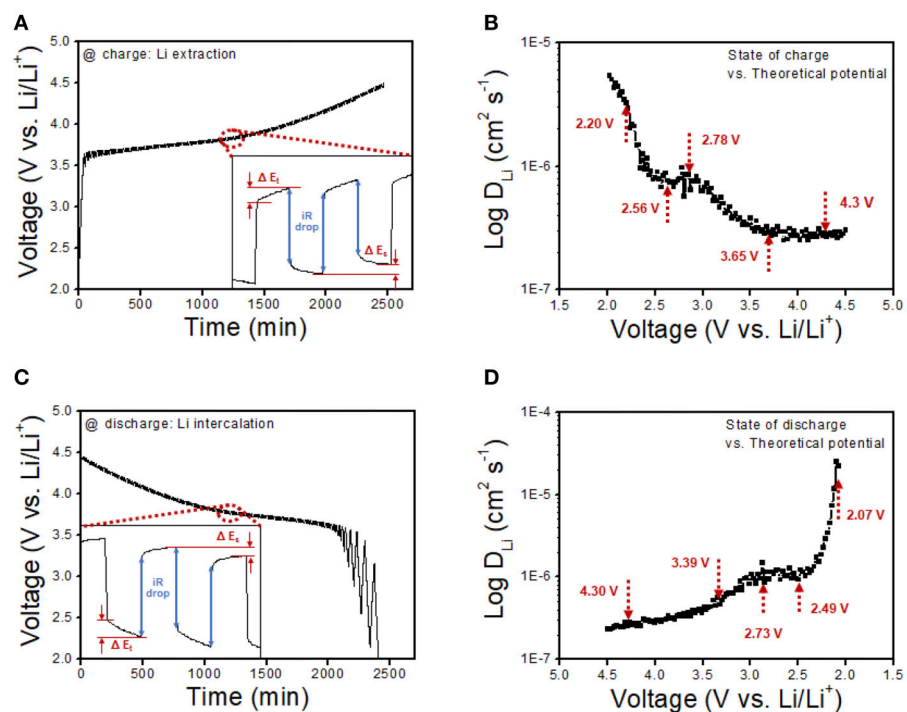 A
@ charge: Li extraction
Voltage (V vs. Li/Li⁺)
5.0
4.5
4.0
3.5
3.0
2.5
2.0
Δ Eₜ
iR
drop
Δ Eₛ
0 500 1000 1500 2000 2500
Time (min)
B
State of charge
vs. Theoretical potential
Log D_Li (cm² s⁻¹)
1E-5
1E-6
1E-7
2.20 V
2.78 V
2.56 V
4.3 V
3.65 V
1.5 2.0 2.5 3.0 3.5 4.0 4.5 5.0
Voltage (V vs. Li/Li⁺)
C
@ discharge: Li intercalation
Voltage (V vs. Li/Li⁺)
5.0
4.5
4.0
3.5
3.0
2.5
2.0
Δ Eₛ
iR
drop
Δ Eₜ
0 500 1000 1500 2000 2500
Time (min)
D
State of discharge
vs. Theoretical potential
Log D_Li (cm² s⁻¹)
1E-4
1E-5
1E-6
1E-7
2.07 V
3.39 V
4.30 V
2.49 V
2.73 V
5.0 4.5 4.0 3.5 3.0 2.5 2.0 1.5
Voltage (V vs. Li/Li⁺)